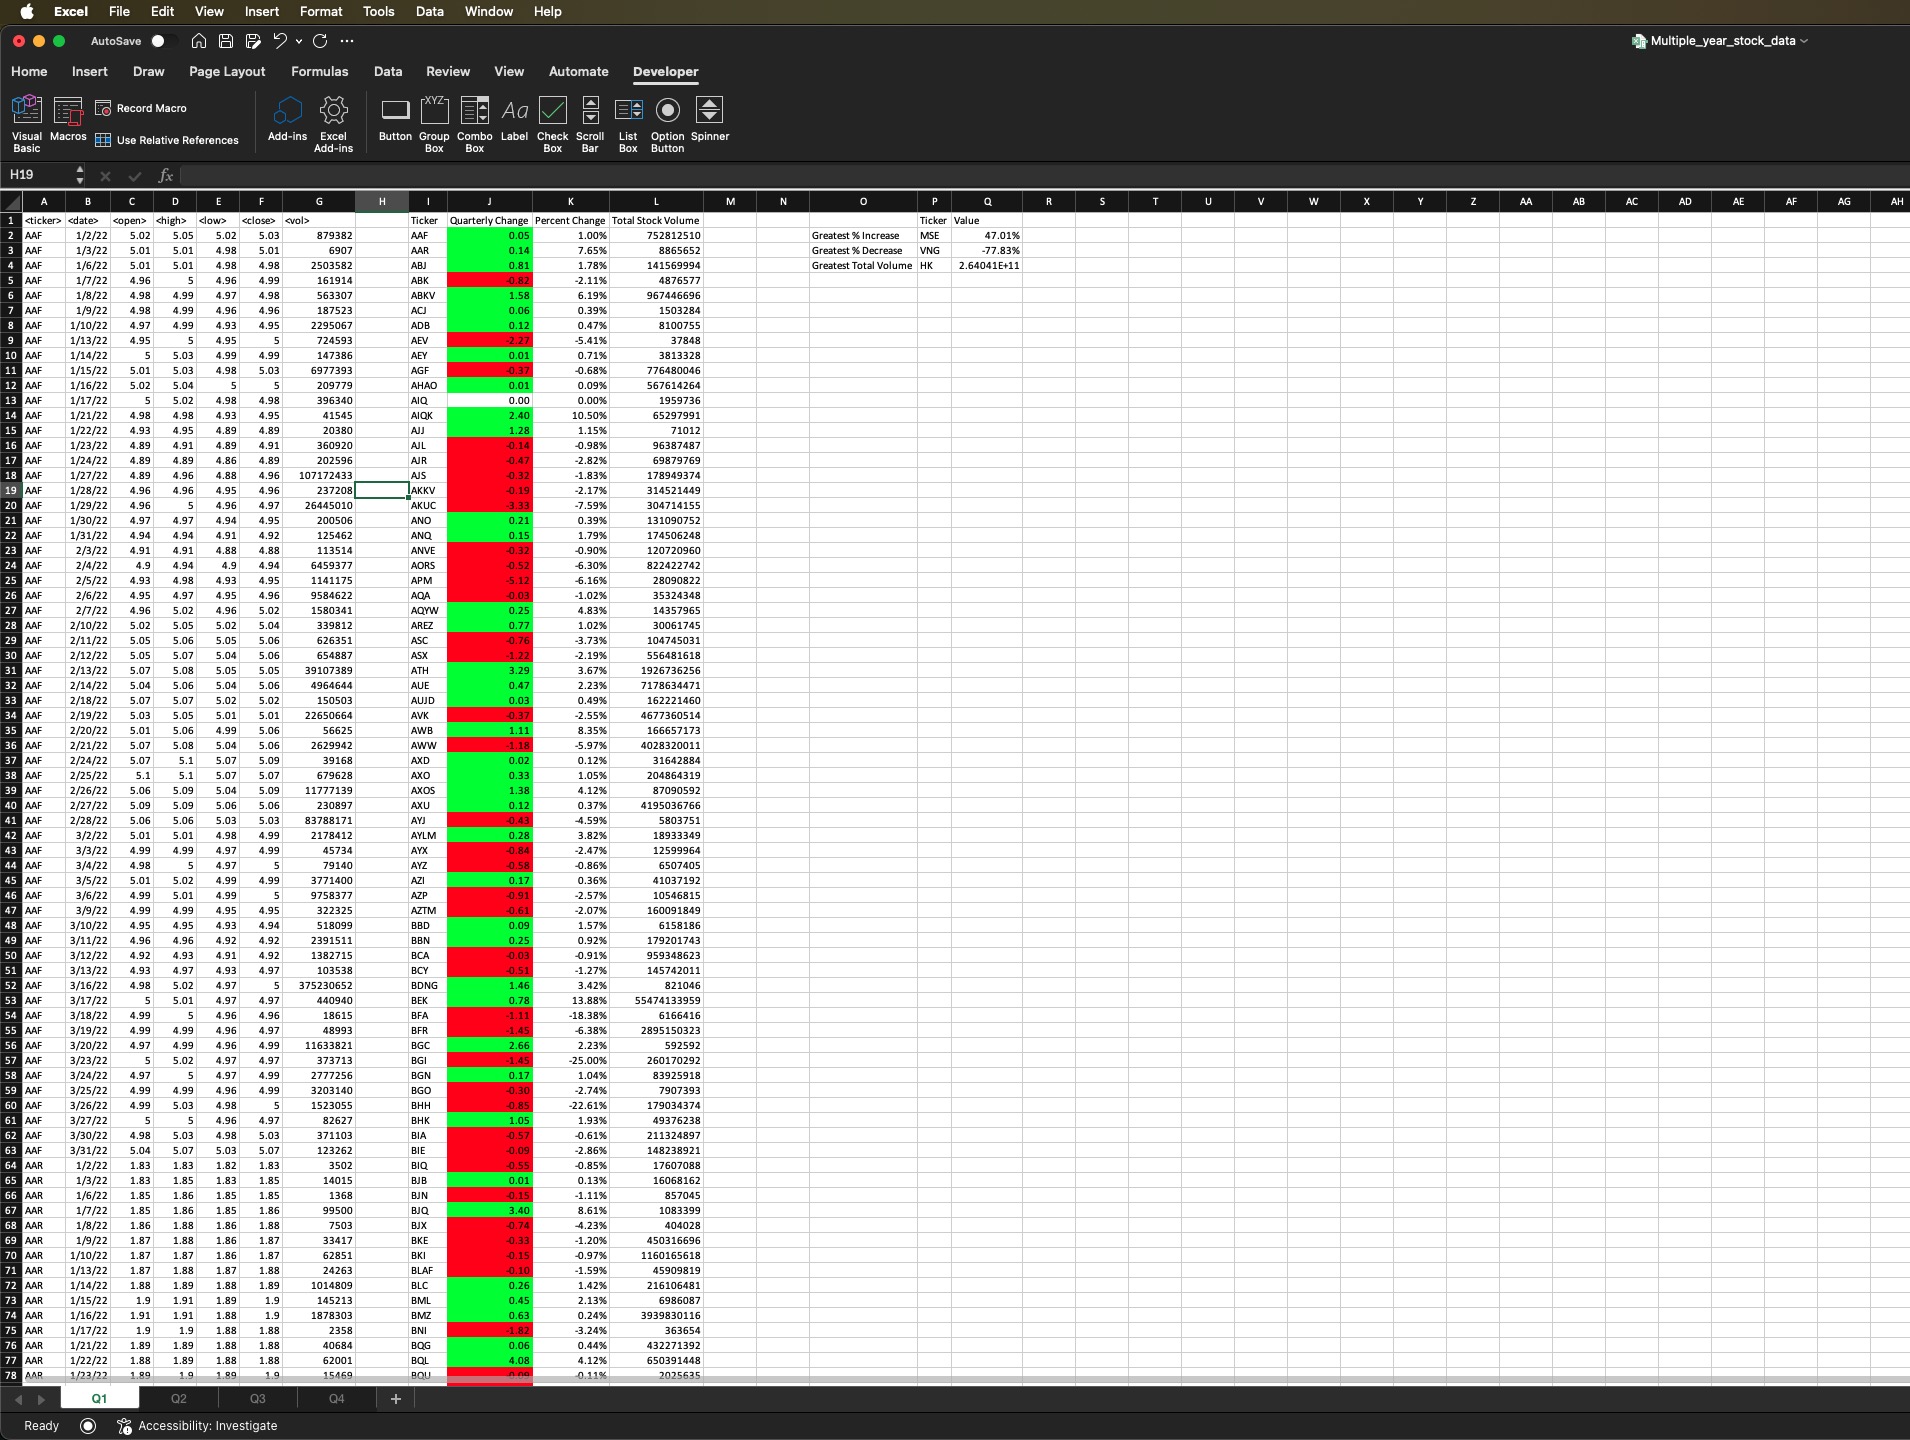 Excel File Edit View Insert Format Tools Data Window Help
AutoSave Multiple_year_stock_data
Home Insert Draw Page Layout Formulas Data Review View Automate Developer
Visual Basic Macros Record Macro Use Relative References Add-ins Excel Add-ins Button Group Box Combo Box Label Check Box Scroll Bar List Box Option Button Spinner
H19 fx
A B C D E F G H I J K L M N O P Q R S T U V W X Y Z AA AB AC AD AE AF AG AH
1 <ticker> <date> <open> <high> <low> <close> <vol> Ticker Quarterly Change Percent Change Total Stock Volume Ticker Value
2 AAF 1/2/22 5.02 5.05 5.02 5.03 879382 AAF 0.05 1.00% 752812510 Greatest % Increase MSE 47.01%
3 AAF 1/3/22 5.01 5.01 4.98 5.01 6907 AAR 0.14 7.65% 8865652 Greatest % Decrease VNG -77.83%
4 AAF 1/6/22 5.01 5.01 4.98 4.98 2503582 ABJ 0.81 1.78% 141569994 Greatest Total Volume HK 2.64041E+11
5 AAF 1/7/22 4.96 5 4.96 4.99 161914 ABK -0.82 -2.11% 4876577
6 AAF 1/8/22 4.98 4.99 4.97 4.98 563307 ABKV 1.58 6.19% 967446696
7 AAF 1/9/22 4.98 4.99 4.96 4.96 187523 ACJ 0.06 0.39% 1503284
8 AAF 1/10/22 4.97 4.99 4.93 4.95 2295067 ADB 0.12 0.47% 8100755
9 AAF 1/13/22 4.95 5 4.95 5 724593 AEV -2.27 -5.41% 37848
10 AAF 1/14/22 5 5.03 4.99 4.99 147386 AEY 0.01 0.71% 3813328
11 AAF 1/15/22 5.01 5.03 4.98 5.03 6977393 AGF -0.37 -0.68% 776480046
12 AAF 1/16/22 5.02 5.04 5 5 209779 AHAO 0.01 0.09% 567614264
13 AAF 1/17/22 5 5.02 4.98 4.98 396340 AIQ 0.00 0.00% 1959736
14 AAF 1/21/22 4.98 4.98 4.93 4.95 41545 AIQK 2.40 10.50% 65297991
15 AAF 1/22/22 4.93 4.95 4.89 4.89 20380 AJJ 1.28 1.15% 71012
16 AAF 1/23/22 4.89 4.91 4.89 4.91 360920 AJL -0.14 -0.98% 96387487
17 AAF 1/24/22 4.89 4.89 4.86 4.89 202596 AJR -0.47 -2.82% 69879769
18 AAF 1/27/22 4.89 4.96 4.88 4.96 107172433 AJS -0.32 -1.83% 178949374
19 AAF 1/28/22 4.96 4.96 4.95 4.96 237208 AKKV -0.19 -2.17% 314521449
20 AAF 1/29/22 4.96 5 4.96 4.97 26445010 AKUC -3.33 -7.59% 304714155
21 AAF 1/30/22 4.97 4.97 4.94 4.95 200506 ANO 0.21 0.39% 131090752
22 AAF 1/31/22 4.94 4.94 4.91 4.92 125462 ANQ 0.15 1.79% 174506248
23 AAF 2/3/22 4.91 4.91 4.88 4.88 113514 ANVE -0.32 -0.90% 120720960
24 AAF 2/4/22 4.9 4.94 4.9 4.94 6459377 AORS -0.52 -6.30% 822422742
25 AAF 2/5/22 4.93 4.98 4.93 4.94 1141175 APM -5.12 -6.16% 28090822
26 AAF 2/6/22 4.95 4.97 4.95 4.96 9584622 AQA -0.03 -1.02% 35324348
27 AAF 2/7/22 4.96 5.02 4.96 5.02 1580341 AQYW 0.25 4.83% 14357965
28 AAF 2/10/22 5.02 5.05 5.02 5.04 339812 AREZ 0.77 1.02% 30061745
29 AAF 2/11/22 5.05 5.06 5.05 5.06 626351 ASC -0.76 -3.73% 104745031
30 AAF 2/12/22 5.05 5.07 5.04 5.06 654887 ASX -1.22 -2.19% 556481618
31 AAF 2/13/22 5.07 5.08 5.05 5.05 39107389 ATH 3.29 3.67% 1926736256
32 AAF 2/14/22 5.04 5.06 5.04 5.06 4964644 AUE 0.47 2.23% 7178634471
33 AAF 2/18/22 5.07 5.07 5.02 5.02 150503 AUJD 0.03 0.49% 162221460
34 AAF 2/19/22 5.03 5.05 5.01 5.01 22650664 AVK -0.37 -2.55% 4677360514
35 AAF 2/20/22 5.01 5.06 4.99 5.06 56625 AWB 1.11 8.35% 166657173
36 AAF 2/21/22 5.07 5.08 5.04 5.06 2629942 AWW -1.18 -5.97% 4028320011
37 AAF 2/24/22 5.07 5.1 5.07 5.09 39168 AXD 0.02 0.12% 31642884
38 AAF 2/25/22 5.1 5.1 5.07 5.07 679628 AXO 0.33 1.05% 204864319
39 AAF 2/26/22 5.06 5.09 5.04 5.09 11777139 AXOS 1.38 4.12% 87090592
40 AAF 2/27/22 5.09 5.09 5.06 5.06 230897 AXU 0.12 0.37% 4195036766
41 AAF 2/28/22 5.06 5.06 5.03 5.03 83788171 AYJ -0.43 -4.59% 5803751
42 AAF 3/2/22 5.01 5.01 4.98 4.99 2178412 AYLM 0.28 3.82% 18933349
43 AAF 3/3/22 4.99 4.99 4.97 4.99 45734 AYX -0.84 -2.47% 12599964
44 AAF 3/4/22 4.98 5 4.97 5 79140 AYZ -0.58 -0.86% 6507405
45 AAF 3/5/22 5.01 5.02 4.99 4.99 3771400 AZI 0.17 0.36% 41037192
46 AAF 3/6/22 4.99 5.01 4.99 5 9758377 AZP -0.91 -2.57% 10546815
47 AAF 3/9/22 4.99 4.99 4.95 4.95 322325 AZTM -0.61 -2.07% 160091849
48 AAF 3/10/22 4.95 4.95 4.93 4.94 518099 BBD 0.09 1.57% 6158186
49 AAF 3/11/22 4.96 4.96 4.92 4.92 2391511 BBN 0.25 0.92% 179201743
50 AAF 3/12/22 4.92 4.93 4.91 4.92 1382715 BCA -0.03 -0.91% 959348623
51 AAF 3/13/22 4.93 4.97 4.93 4.97 103538 BCY -0.51 -1.27% 145742011
52 AAF 3/16/22 4.98 5.02 4.97 5 375230652 BDNG 1.46 3.42% 821046
53 AAF 3/17/22 5 5.01 4.97 4.97 440940 BEK 0.78 13.88% 55474133959
54 AAF 3/18/22 4.99 5 4.96 4.96 18615 BFA -1.11 -18.38% 6166416
55 AAF 3/19/22 4.99 4.99 4.96 4.97 48993 BFR -1.45 -6.38% 2895150323
56 AAF 3/20/22 4.97 4.99 4.96 4.99 11633821 BGC 2.66 2.23% 592592
57 AAF 3/23/22 5 5.02 4.97 4.97 373713 BGI -1.45 -25.00% 260170292
58 AAF 3/24/22 4.97 5 4.97 4.99 2777256 BGN 0.17 1.04% 83925918
59 AAF 3/25/22 4.99 4.99 4.96 4.99 3203140 BGO -0.30 -2.74% 7907393
60 AAF 3/26/22 4.99 5.03 4.98 5 1523055 BHH -0.85 -22.61% 179034374
61 AAF 3/27/22 5 5 4.96 4.97 82627 BHK 1.05 1.93% 49376238
62 AAF 3/30/22 4.98 5.03 4.98 5.03 371103 BIA -0.57 -0.61% 211324897
63 AAF 3/31/22 5.04 5.07 5.03 5.07 123262 BIE -0.09 -2.86% 148238921
64 AAR 1/2/22 1.83 1.83 1.82 1.83 3502 BIQ -0.55 -0.85% 17607088
65 AAR 1/3/22 1.83 1.85 1.83 1.85 14015 BJB 0.01 0.13% 16068162
66 AAR 1/6/22 1.85 1.86 1.85 1.85 1368 BJN -0.15 -1.11% 857045
67 AAR 1/7/22 1.85 1.86 1.85 1.86 99500 BJQ 3.40 8.61% 1083399
68 AAR 1/8/22 1.86 1.88 1.86 1.88 7503 BJX -0.74 -4.23% 404028
69 AAR 1/9/22 1.87 1.88 1.86 1.87 33417 BKE -0.33 -1.20% 450316696
70 AAR 1/10/22 1.87 1.87 1.86 1.87 62851 BKI -0.15 -0.97% 1160165618
71 AAR 1/13/22 1.87 1.88 1.87 1.88 24263 BLAF -0.10 -1.59% 45909819
72 AAR 1/14/22 1.88 1.89 1.88 1.89 1014809 BLC 0.26 1.42% 216106481
73 AAR 1/15/22 1.9 1.91 1.89 1.9 145213 BML 0.45 2.13% 6986087
74 AAR 1/16/22 1.91 1.91 1.88 1.9 1878303 BMZ 0.63 0.24% 3939830116
75 AAR 1/17/22 1.9 1.9 1.88 1.88 2358 BNI -1.82 -3.24% 363654
76 AAR 1/21/22 1.89 1.89 1.88 1.88 40684 BQG 0.06 0.44% 432271392
77 AAR 1/22/22 1.88 1.89 1.88 1.88 62001 BQL 4.08 4.12% 650391448
78 AAR 1/23/22 1.89 1.9 1.89 1.9 15469 BQU -0.09 -0.11% 2025635
Q1 Q2 Q3 Q4
Ready Accessibility: Investigate